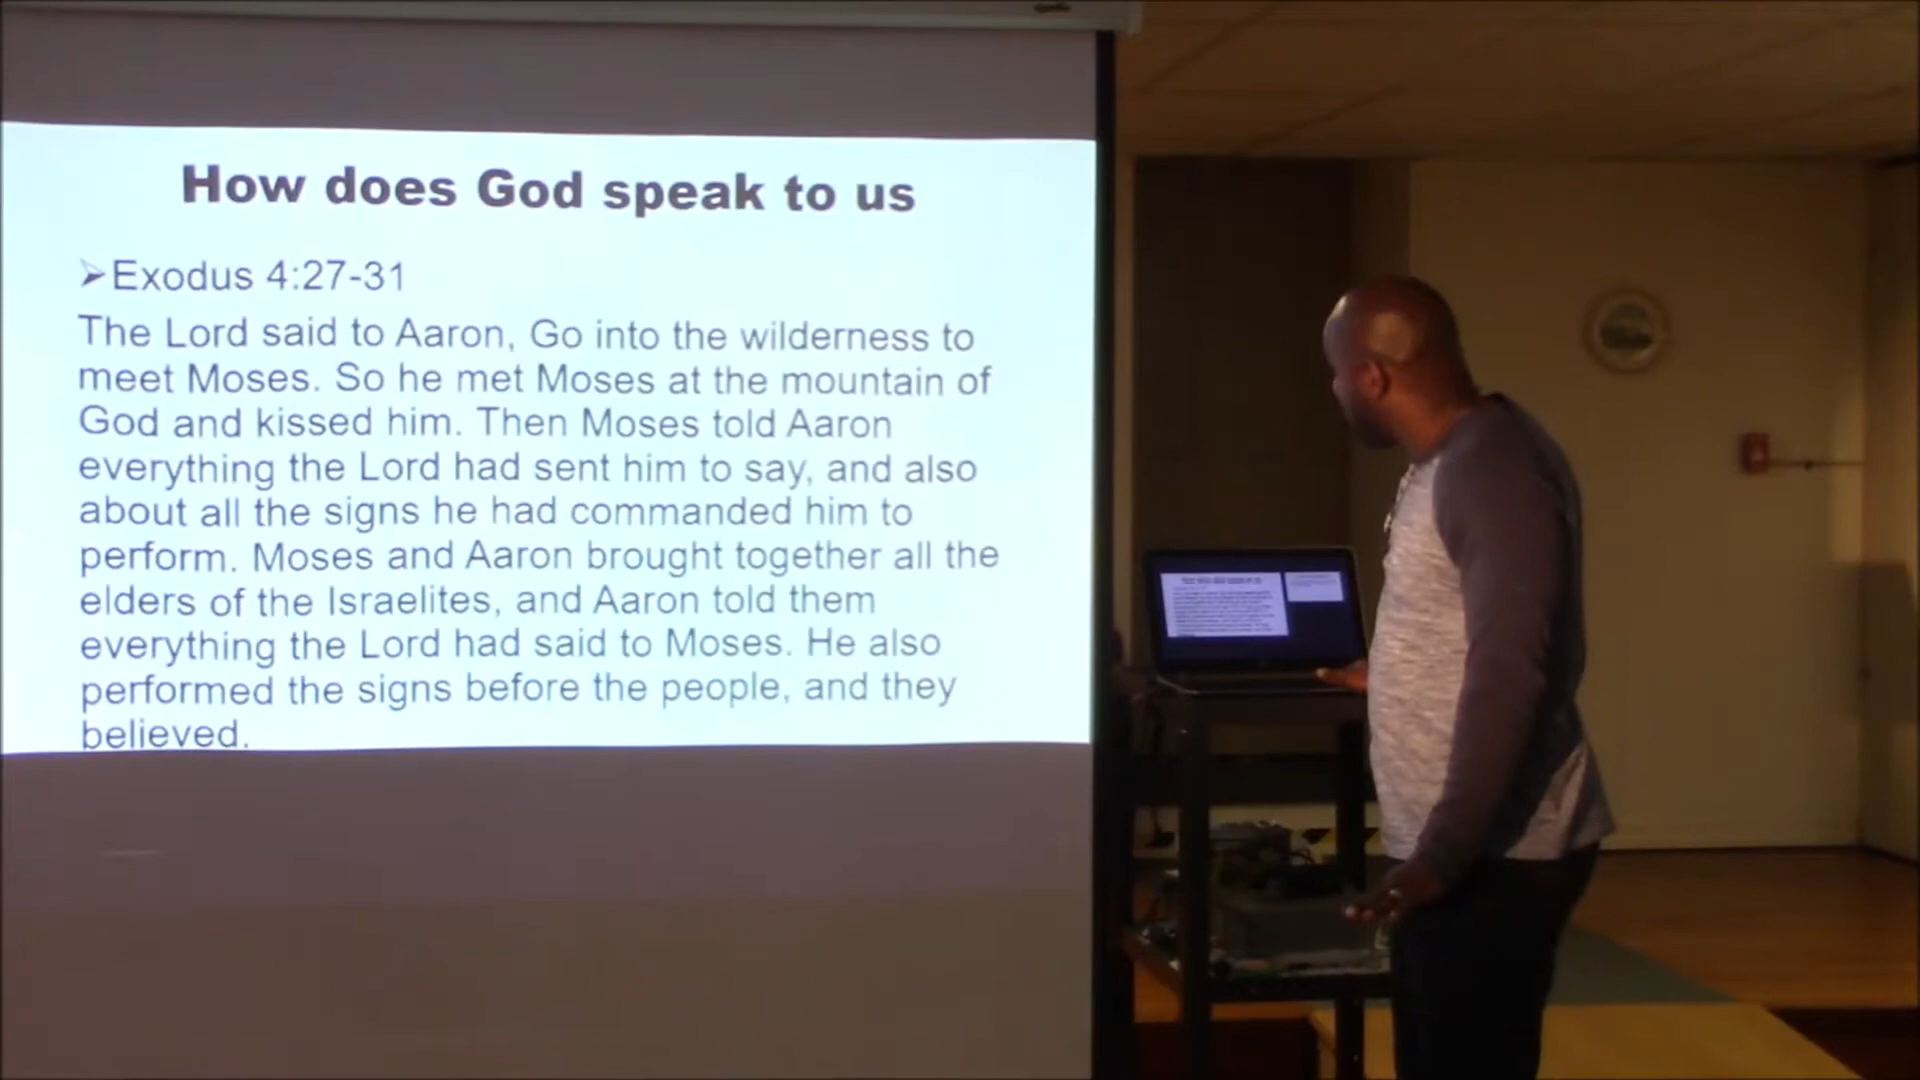 How does God speak to us
➢Exodus 4:27-31
The Lord said to Aaron, Go into the wilderness to
meet Moses. So he met Moses at the mountain of
God and kissed him. Then Moses told Aaron
everything the Lord had sent him to say, and also
about all the signs he had commanded him to
perform. Moses and Aaron brought together all the
elders of the Israelites, and Aaron told them
everything the Lord had said to Moses. He also
performed the signs before the people, and they
believed.